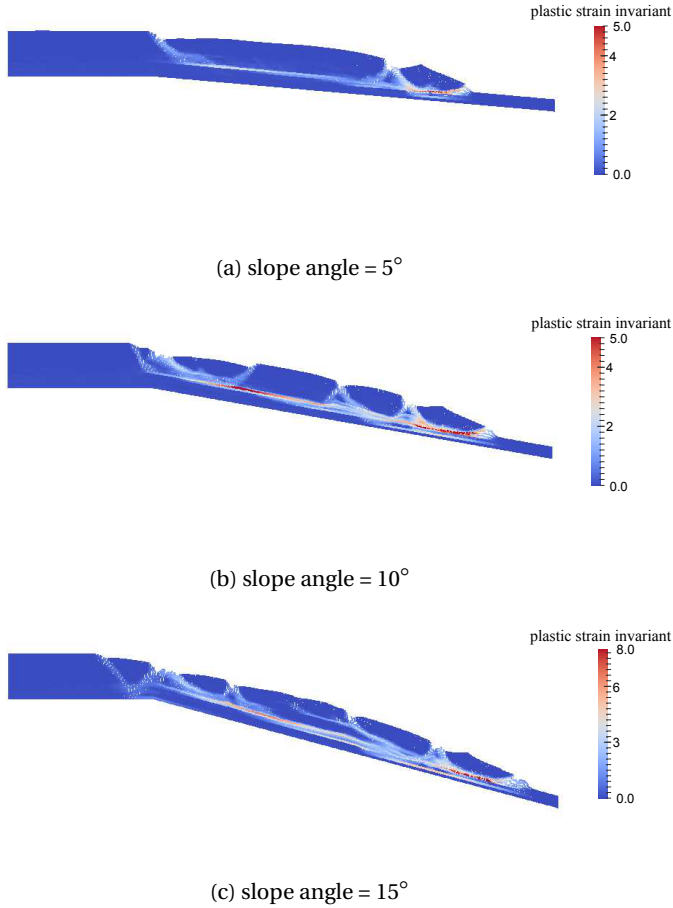 plastic strain invariant
5.0
4
2
0.0
(a) slope angle = 5°
plastic strain invariant
5.0
4
2
0.0
(b) slope angle = 10°
plastic strain invariant
8.0
6
3
0.0
(c) slope angle = 15°